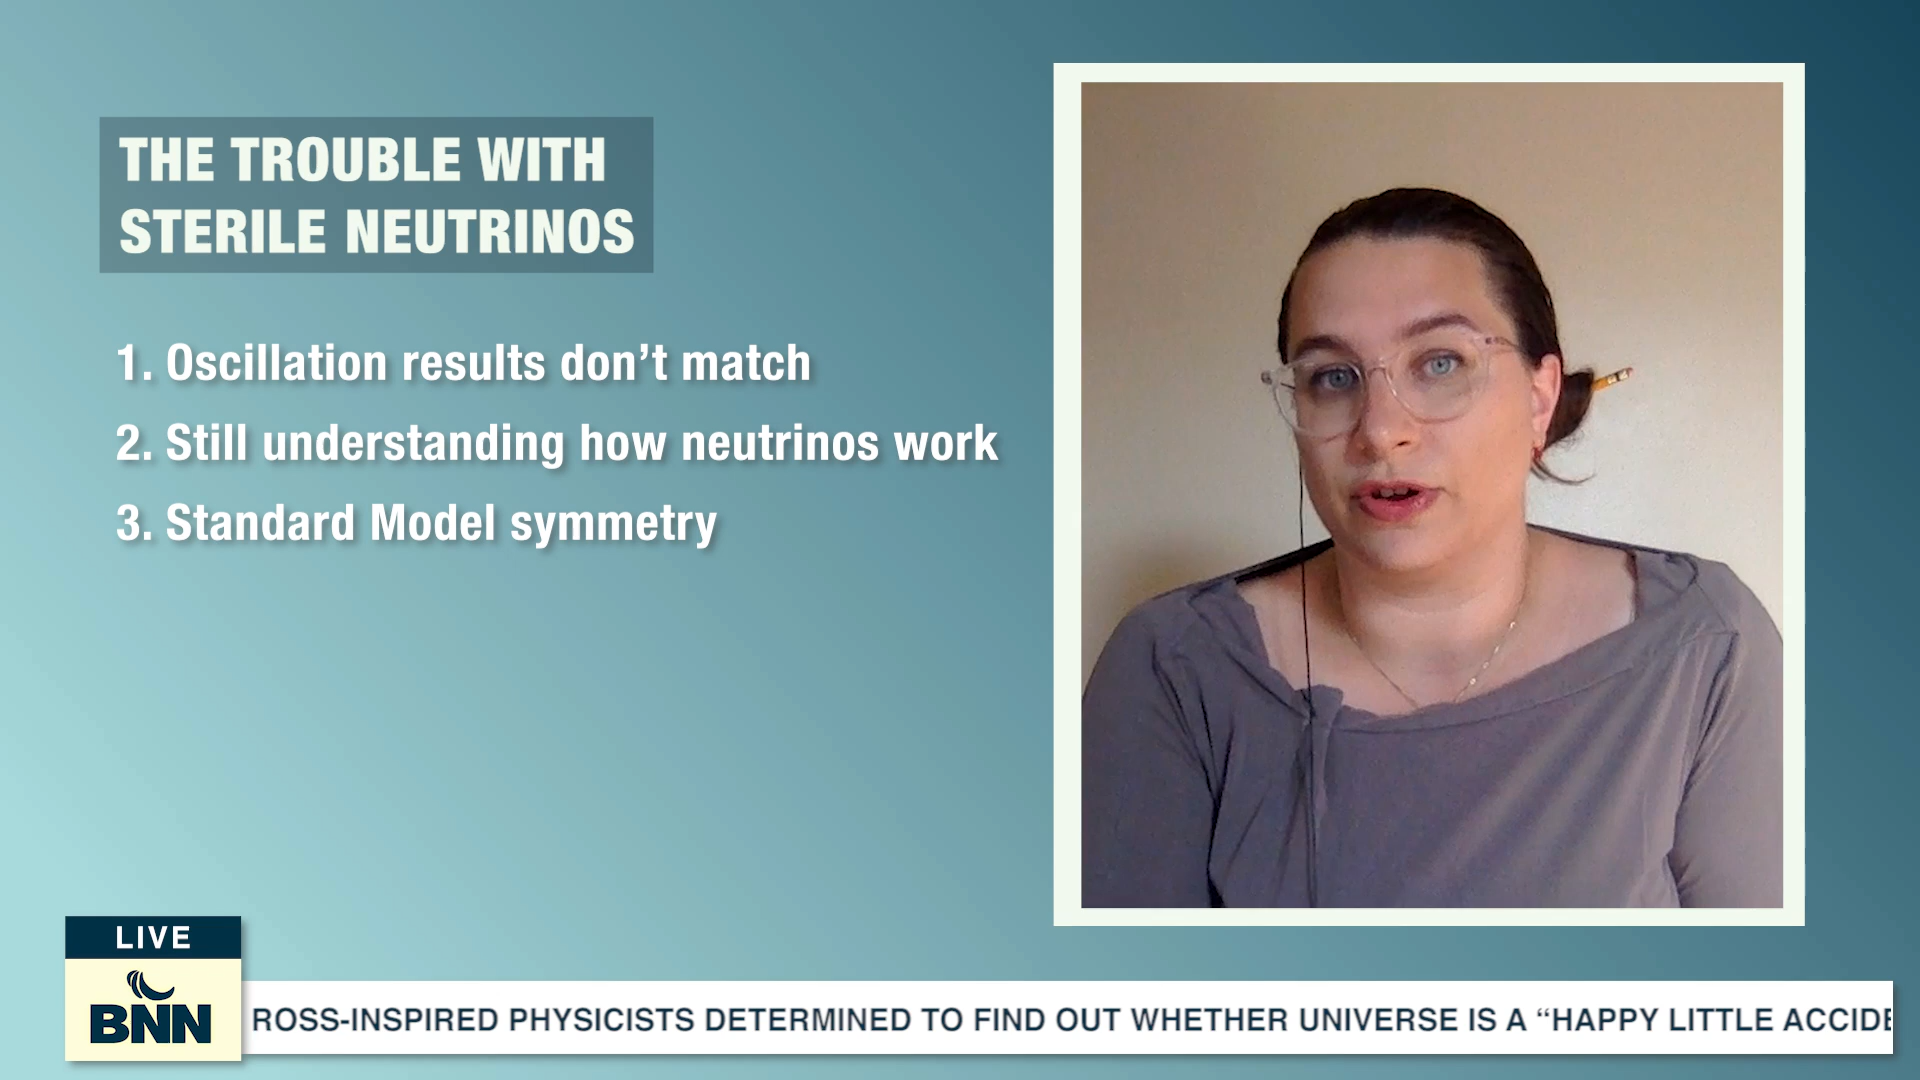 THE TROUBLE WITH
STERILE NEUTRINOS
1. Oscillation results don’t match
2. Still understanding how neutrinos work
3. Standard Model symmetry
LIVE
BNN
ROSS-INSPIRED PHYSICISTS DETERMINED TO FIND OUT WHETHER UNIVERSE IS A “HAPPY LITTLE